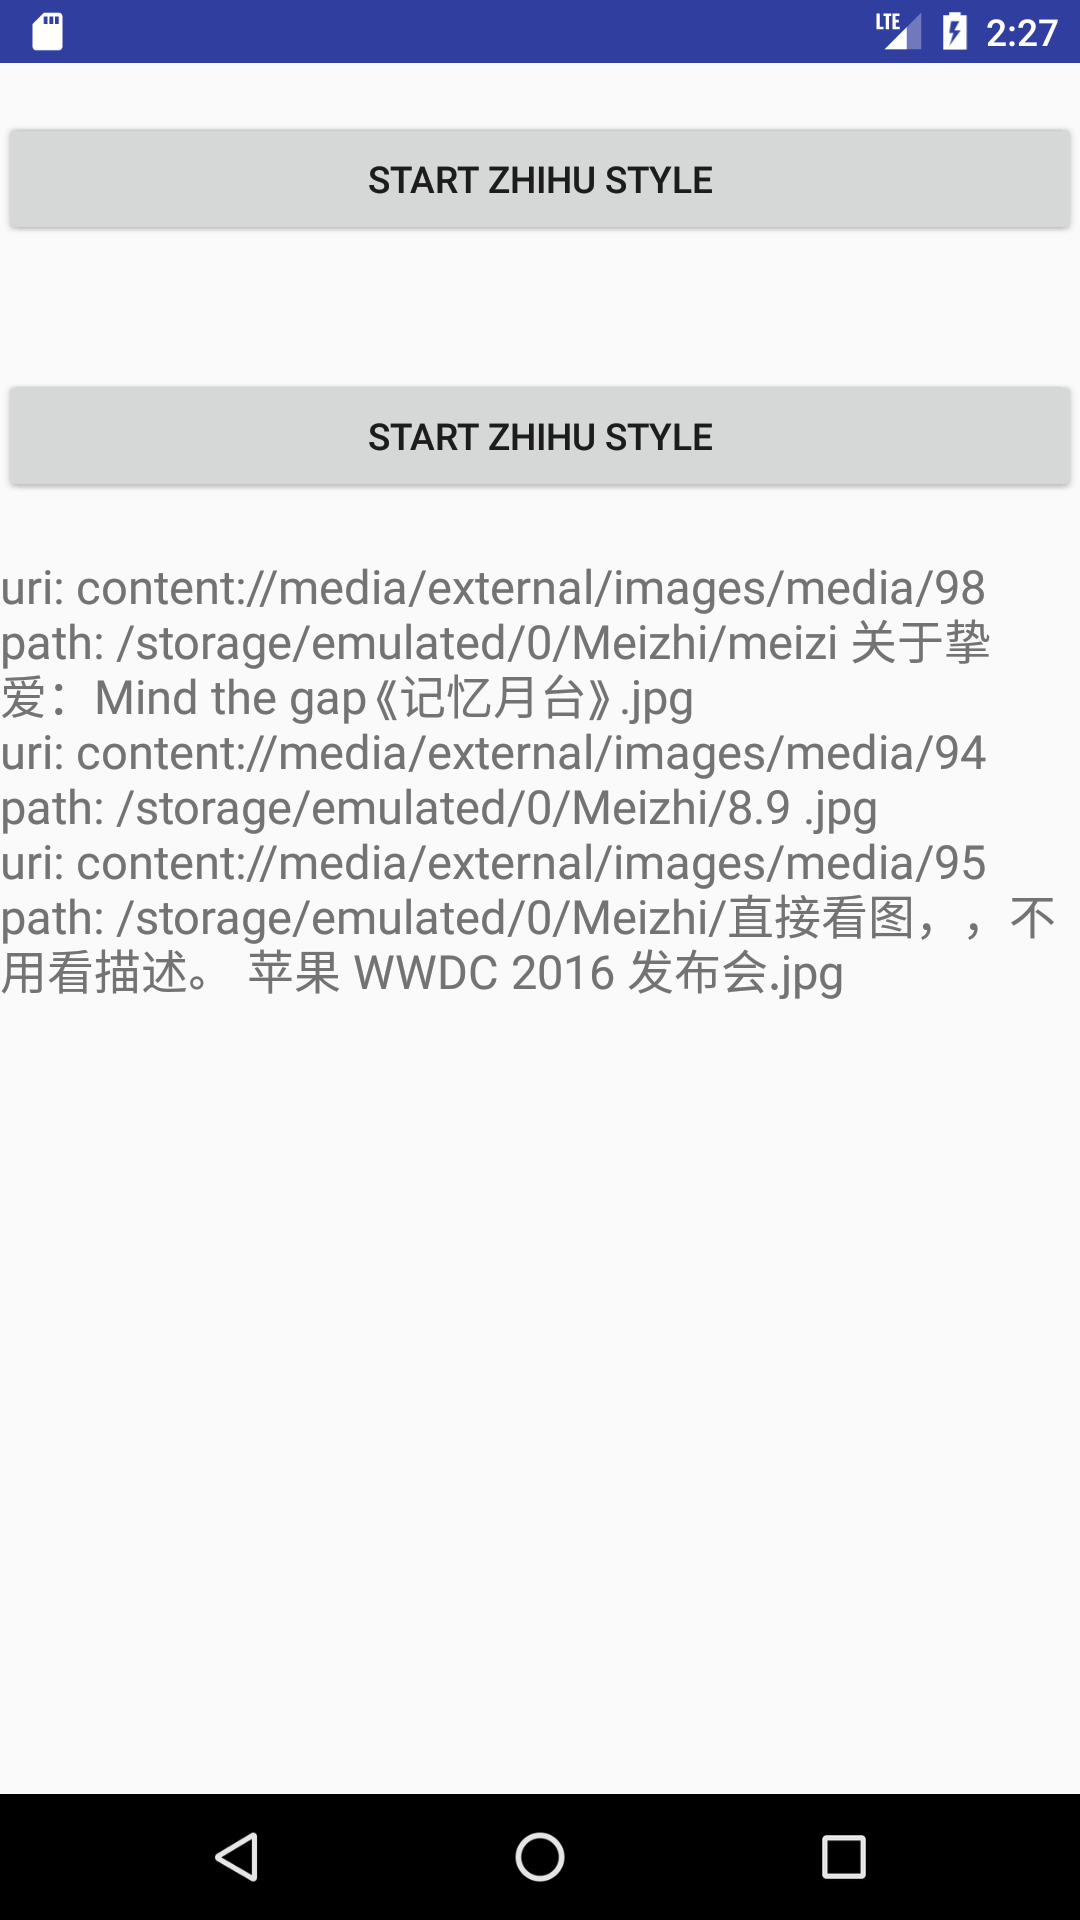 LTE 2:27
START ZHIHU STYLE
START ZHIHU STYLE
uri: content://media/external/images/media/98
path: /storage/emulated/0/Meizhi/meizi 关于挚
爱：Mind the gap《记忆月台》.jpg
uri: content://media/external/images/media/94
path: /storage/emulated/0/Meizhi/8.9 .jpg
uri: content://media/external/images/media/95
path: /storage/emulated/0/Meizhi/直接看图，，不
用看描述。 苹果 WWDC 2016 发布会.jpg